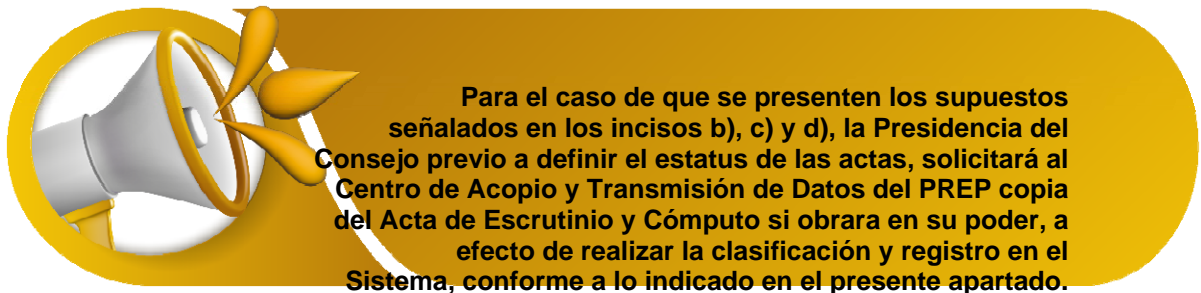 Para el caso de que se presenten los supuestos
señalados en los incisos b), c) y d), la Presidencia del
Consejo previo a definir el estatus de las actas, solicitará al
Centro de Acopio y Transmisión de Datos del PREP copia
del Acta de Escrutinio y Cómputo si obrara en su poder, a
efecto de realizar la clasificación y registro en el
Sistema, conforme a lo indicado en el presente apartado.